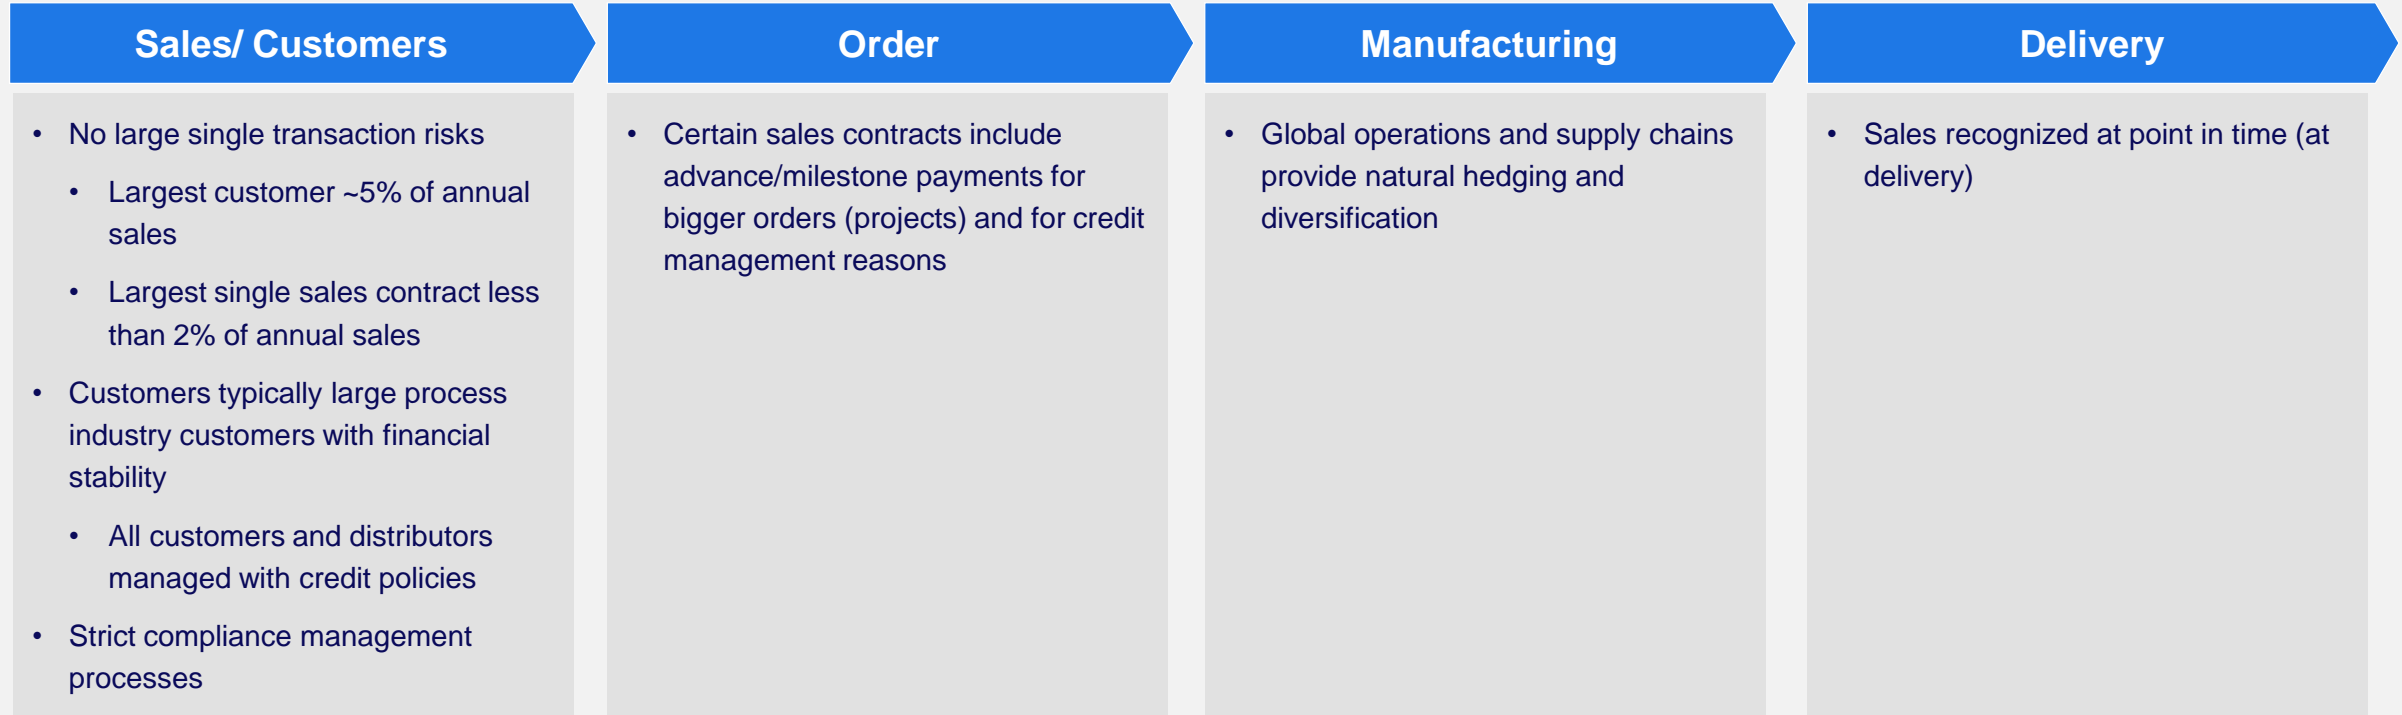 Sales/ Customers
• No large single transaction risks
• Largest customer ~5% of annual
sales
• Largest single sales contract less
than 2% of annual sales
• Customers typically large process
industry customers with financial
stability
• All customers and distributors
managed with credit policies
• Strict compliance management
processes
Order
• Certain sales contracts include
advance/milestone payments for
bigger orders (projects) and for credit
management reasons
Manufacturing
• Global operations and supply chains
provide natural hedging and
diversification
Delivery
• Sales recognized at point in time (at
delivery)